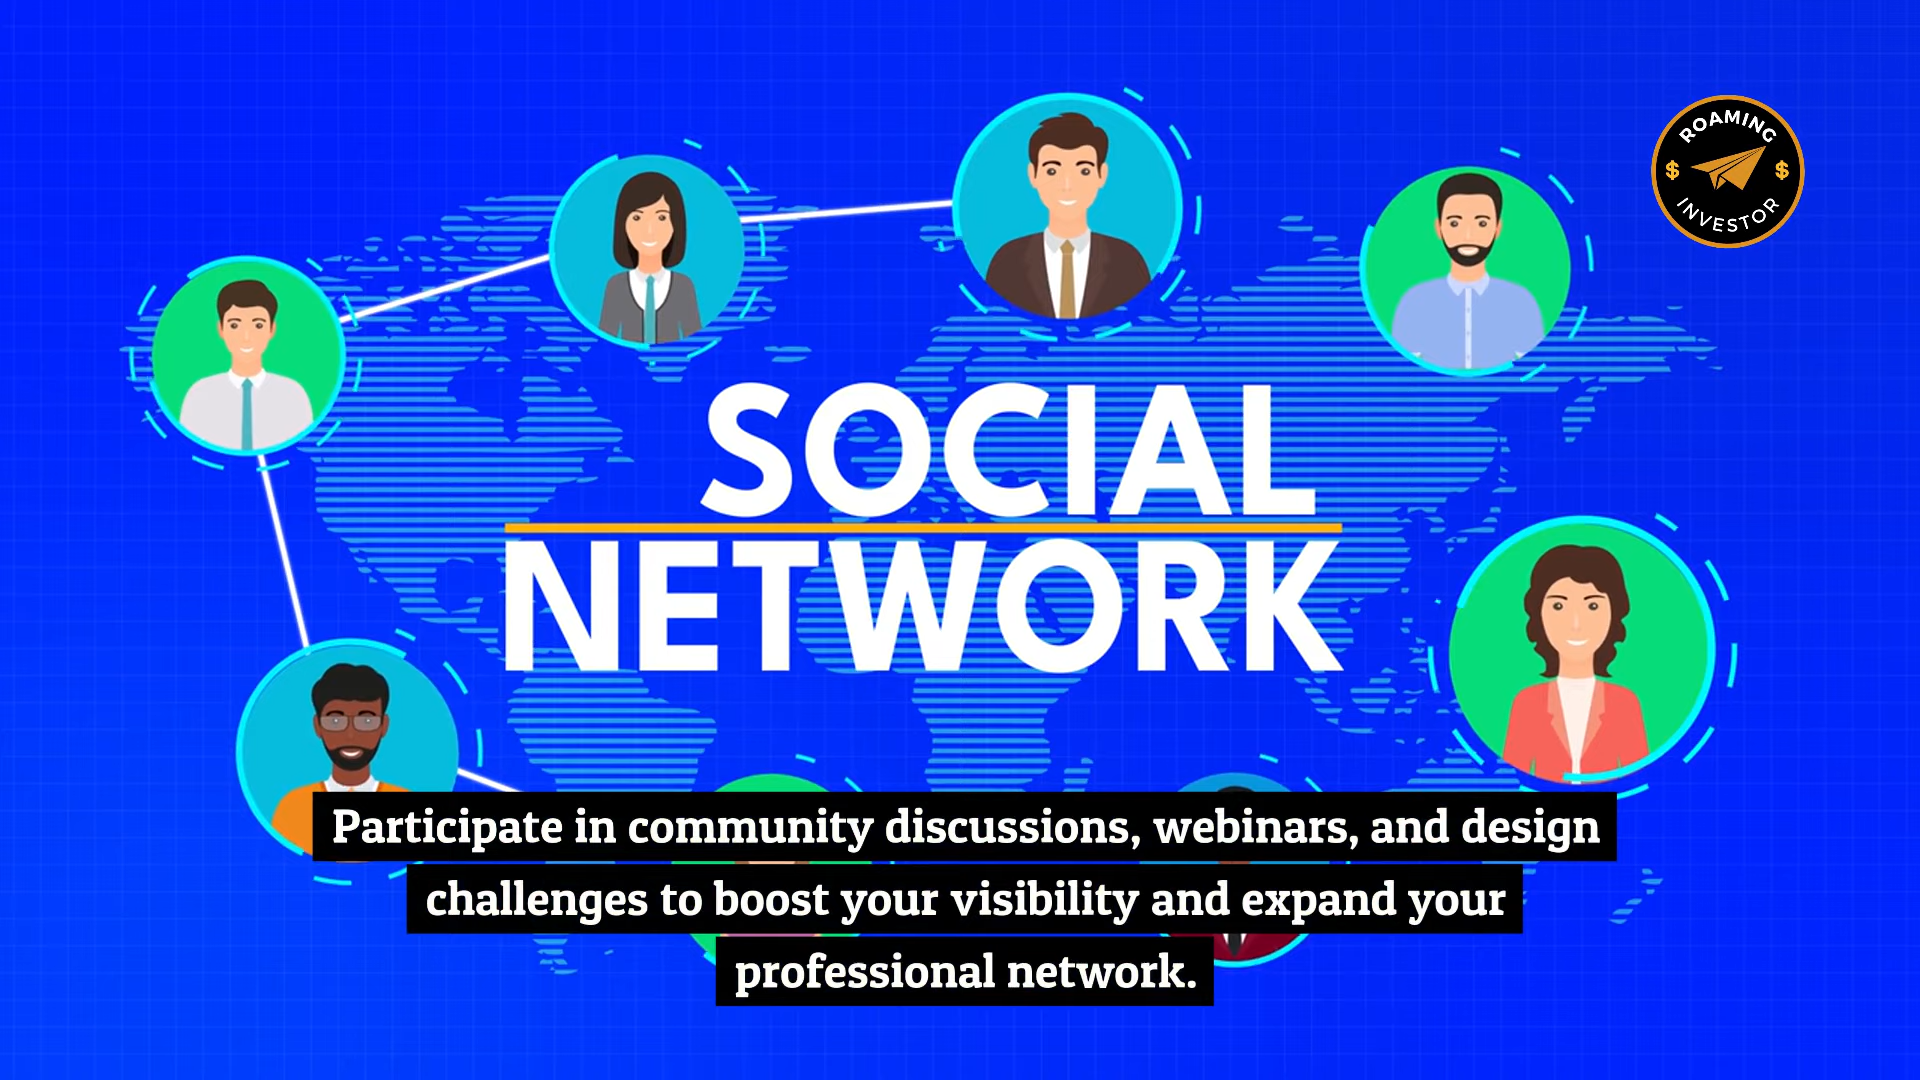 ROAMING
$ $
INVESTOR
SOCIAL
NETWORK
Participate in community discussions, webinars, and design
challenges to boost your visibility and expand your
professional network.